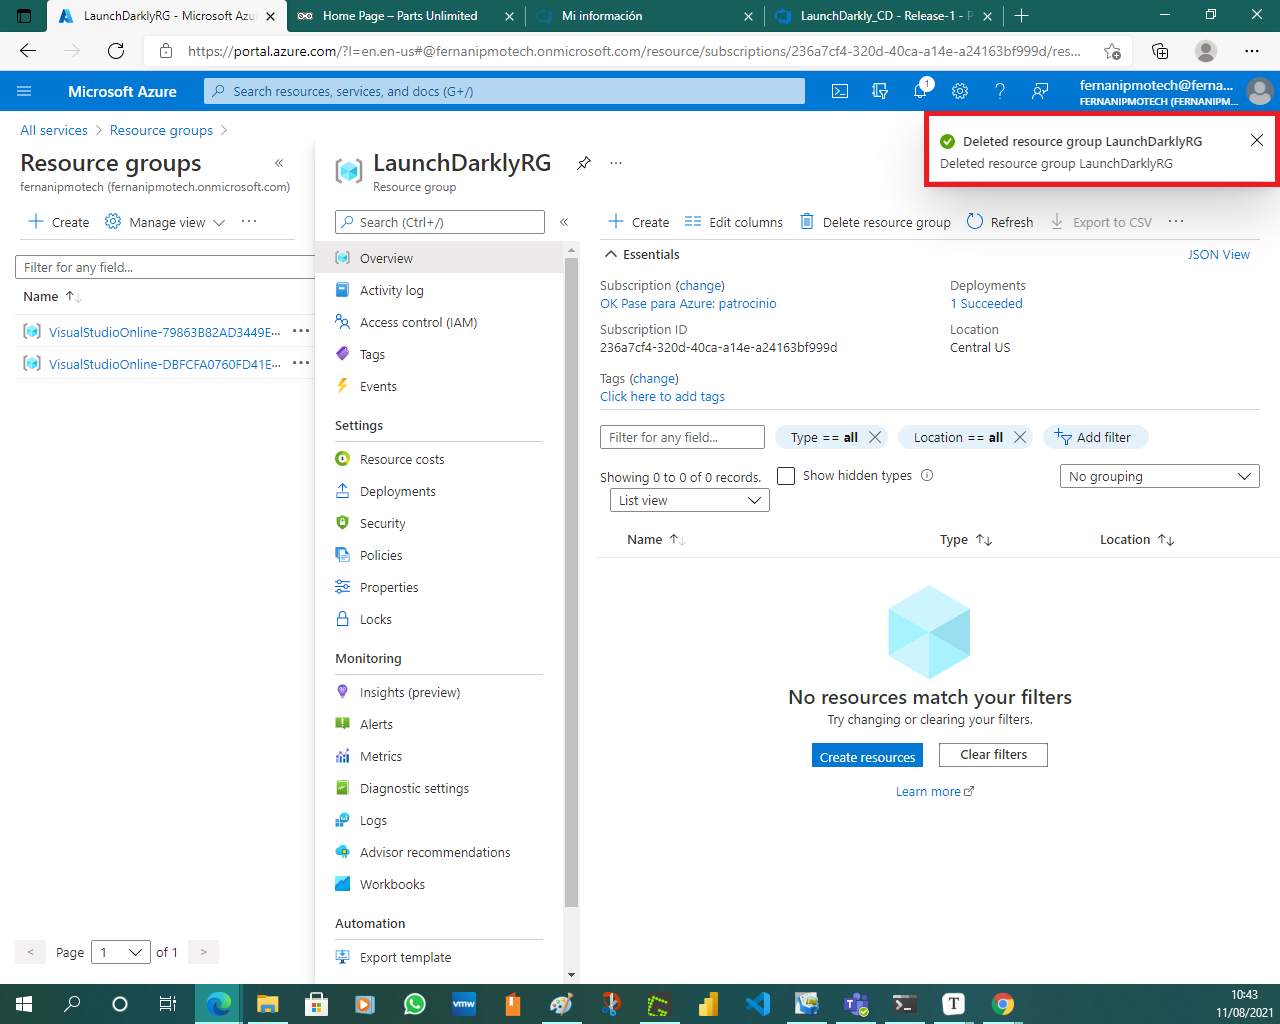 LaunchDarklyRG - Microsoft Azu
Home Page – Parts Unlimited
Mi información
LaunchDarkly_CD - Release-1 - P
https://portal.azure.com/?l=en.en-us#@fernanipmotech.onmicrosoft.com/resource/subscriptions/236a7cf4-320d-40ca-a14e-a24163bf999d/res...
Microsoft Azure
Search resources, services, and docs (G+/)
1
fernanipmotech@ferna...
FERNANIPMOTECH (FERNANIPM...
All services > Resource groups >
Deleted resource group LaunchDarklyRG
Deleted resource group LaunchDarklyRG
Resource groups
fernanipmotech (fernanipmotech.onmicrosoft.com)
Create
Manage view
Filter for any field...
Name
VisualStudioOnline-79863B82AD3449E...
VisualStudioOnline-DBFCFA0760FD41E...
< Page 1 of 1 >
LaunchDarklyRG
Resource group
Search (Ctrl+/)
Overview
Activity log
Access control (IAM)
Tags
Events
Settings
Resource costs
Deployments
Security
Policies
Properties
Locks
Monitoring
Insights (preview)
Alerts
Metrics
Diagnostic settings
Logs
Advisor recommendations
Workbooks
Automation
Export template
Create
Edit columns
Delete resource group
Refresh
Export to CSV
Essentials
JSON View
Subscription (change)
OK Pase para Azure: patrocinio
Subscription ID
236a7cf4-320d-40ca-a14e-a24163bf999d
Deployments
1 Succeeded
Location
Central US
Tags (change)
Click here to add tags
Filter for any field...
Type == all
Location == all
Add filter
Showing 0 to 0 of 0 records.
Show hidden types
No grouping
List view
Name
Type
Location
No resources match your filters
Try changing or clearing your filters.
Create resources
Clear filters
Learn more
10:43
11/08/2021